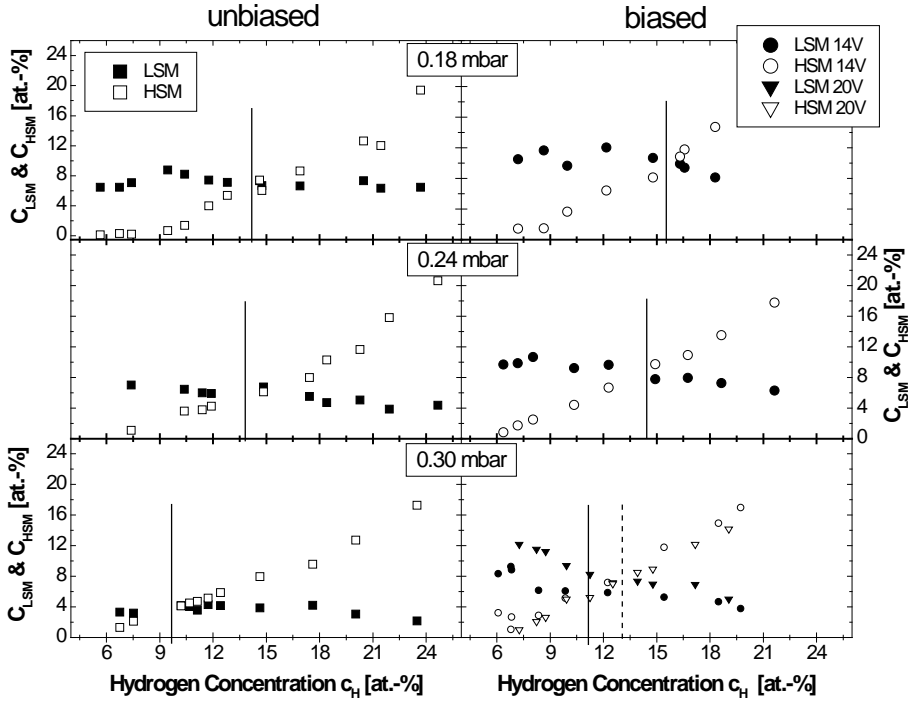 unbiased
biased
24
20
16
12
8
4
0
C_LSM & C_HSM [at.-%]
LSM
HSM
0.18 mbar
LSM 14V
HSM 14V
LSM 20V
HSM 20V
0.24 mbar
24
20
16
12
8
4
0
C_LSM & C_HSM [at.-%]
24
20
16
12
8
4
0
C_LSM & C_HSM [at.-%]
0.30 mbar
6 9 12 15 18 21 24
6 9 12 15 18 21 24
Hydrogen Concentration c_H [at.-%]
Hydrogen Concentration c_H [at.-%]